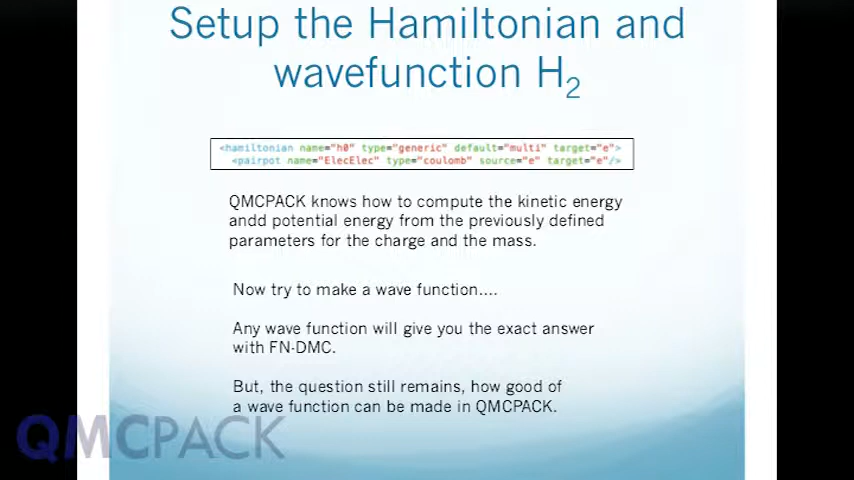 Setup the Hamiltonian and
wavefunction H₂
<hamiltonian name="h0" type="generic" default="multi" target="e">
<pairpot name="ElecElec" type="coulomb" source="e" target="e"/>
QMCPACK knows how to compute the kinetic energy
andd potential energy from the previously defined
parameters for the charge and the mass.
Now try to make a wave function....
Any wave function will give you the exact answer
with FN-DMC.
But, the question still remains, how good of
a wave function can be made in QMCPACK.
QMCPACK